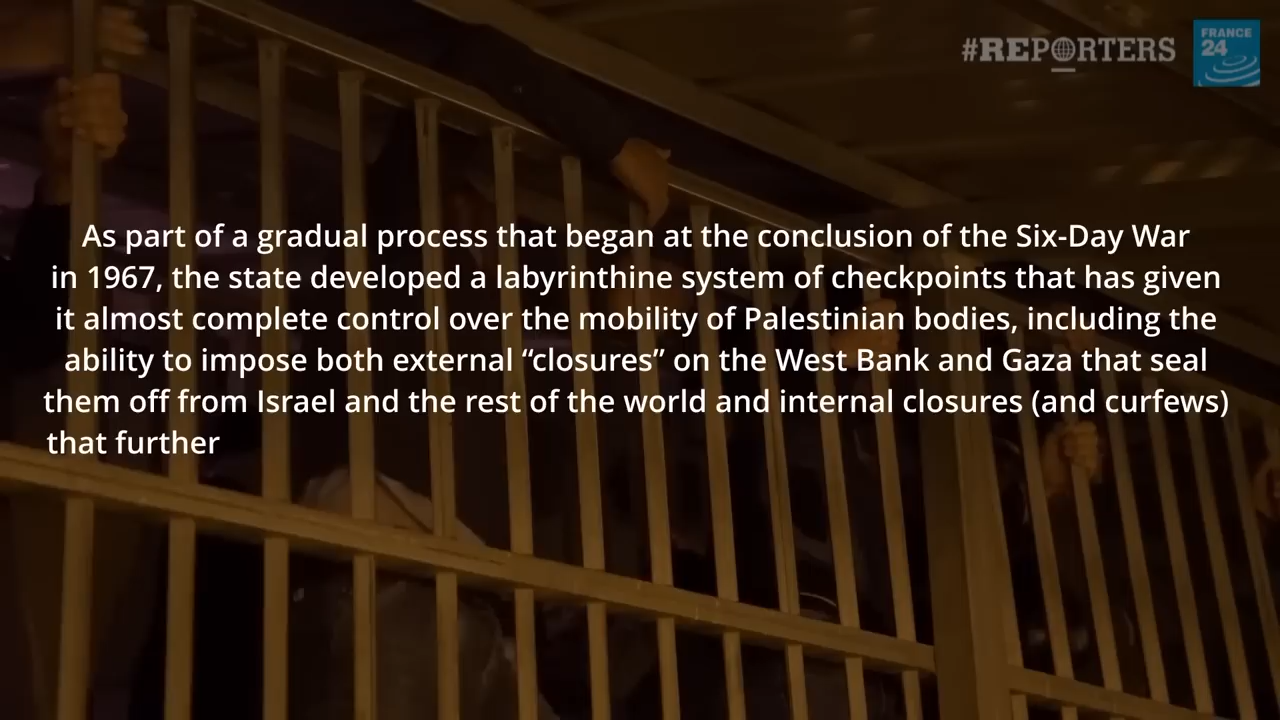 #REPORTERS
FRANCE
24
As part of a gradual process that began at the conclusion of the Six-Day War
in 1967, the state developed a labyrinthine system of checkpoints that has given
it almost complete control over the mobility of Palestinian bodies, including the
ability to impose both external “closures” on the West Bank and Gaza that seal
them off from Israel and the rest of the world and internal closures (and curfews)
that further